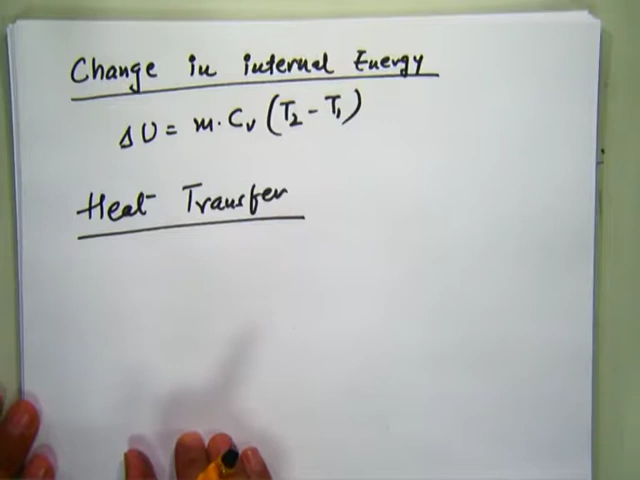 Change in internal Energy
ΔU = m. Cv (T2 - T1)
Heat Transfer